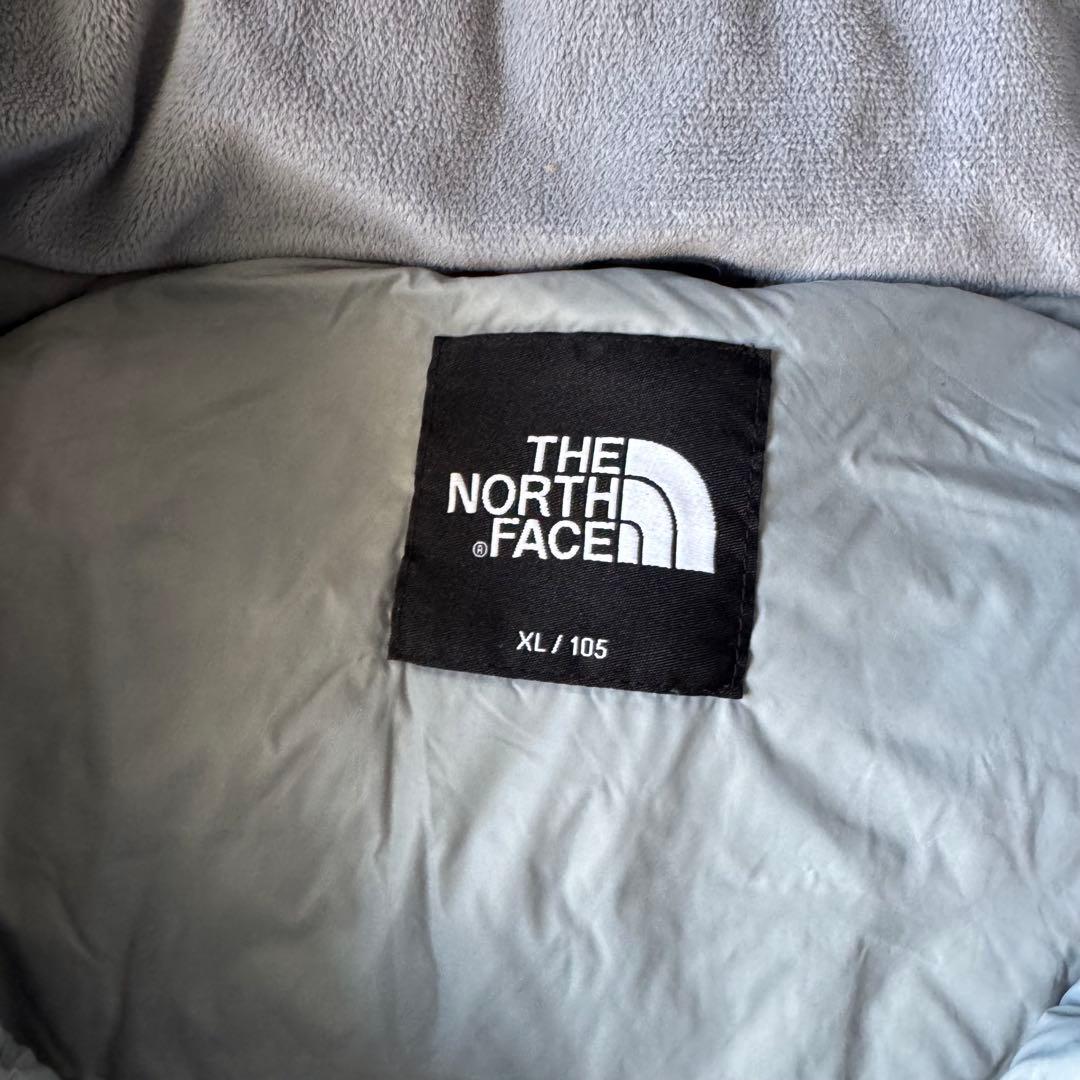 THE
NORTH
®FACE
XL / 105